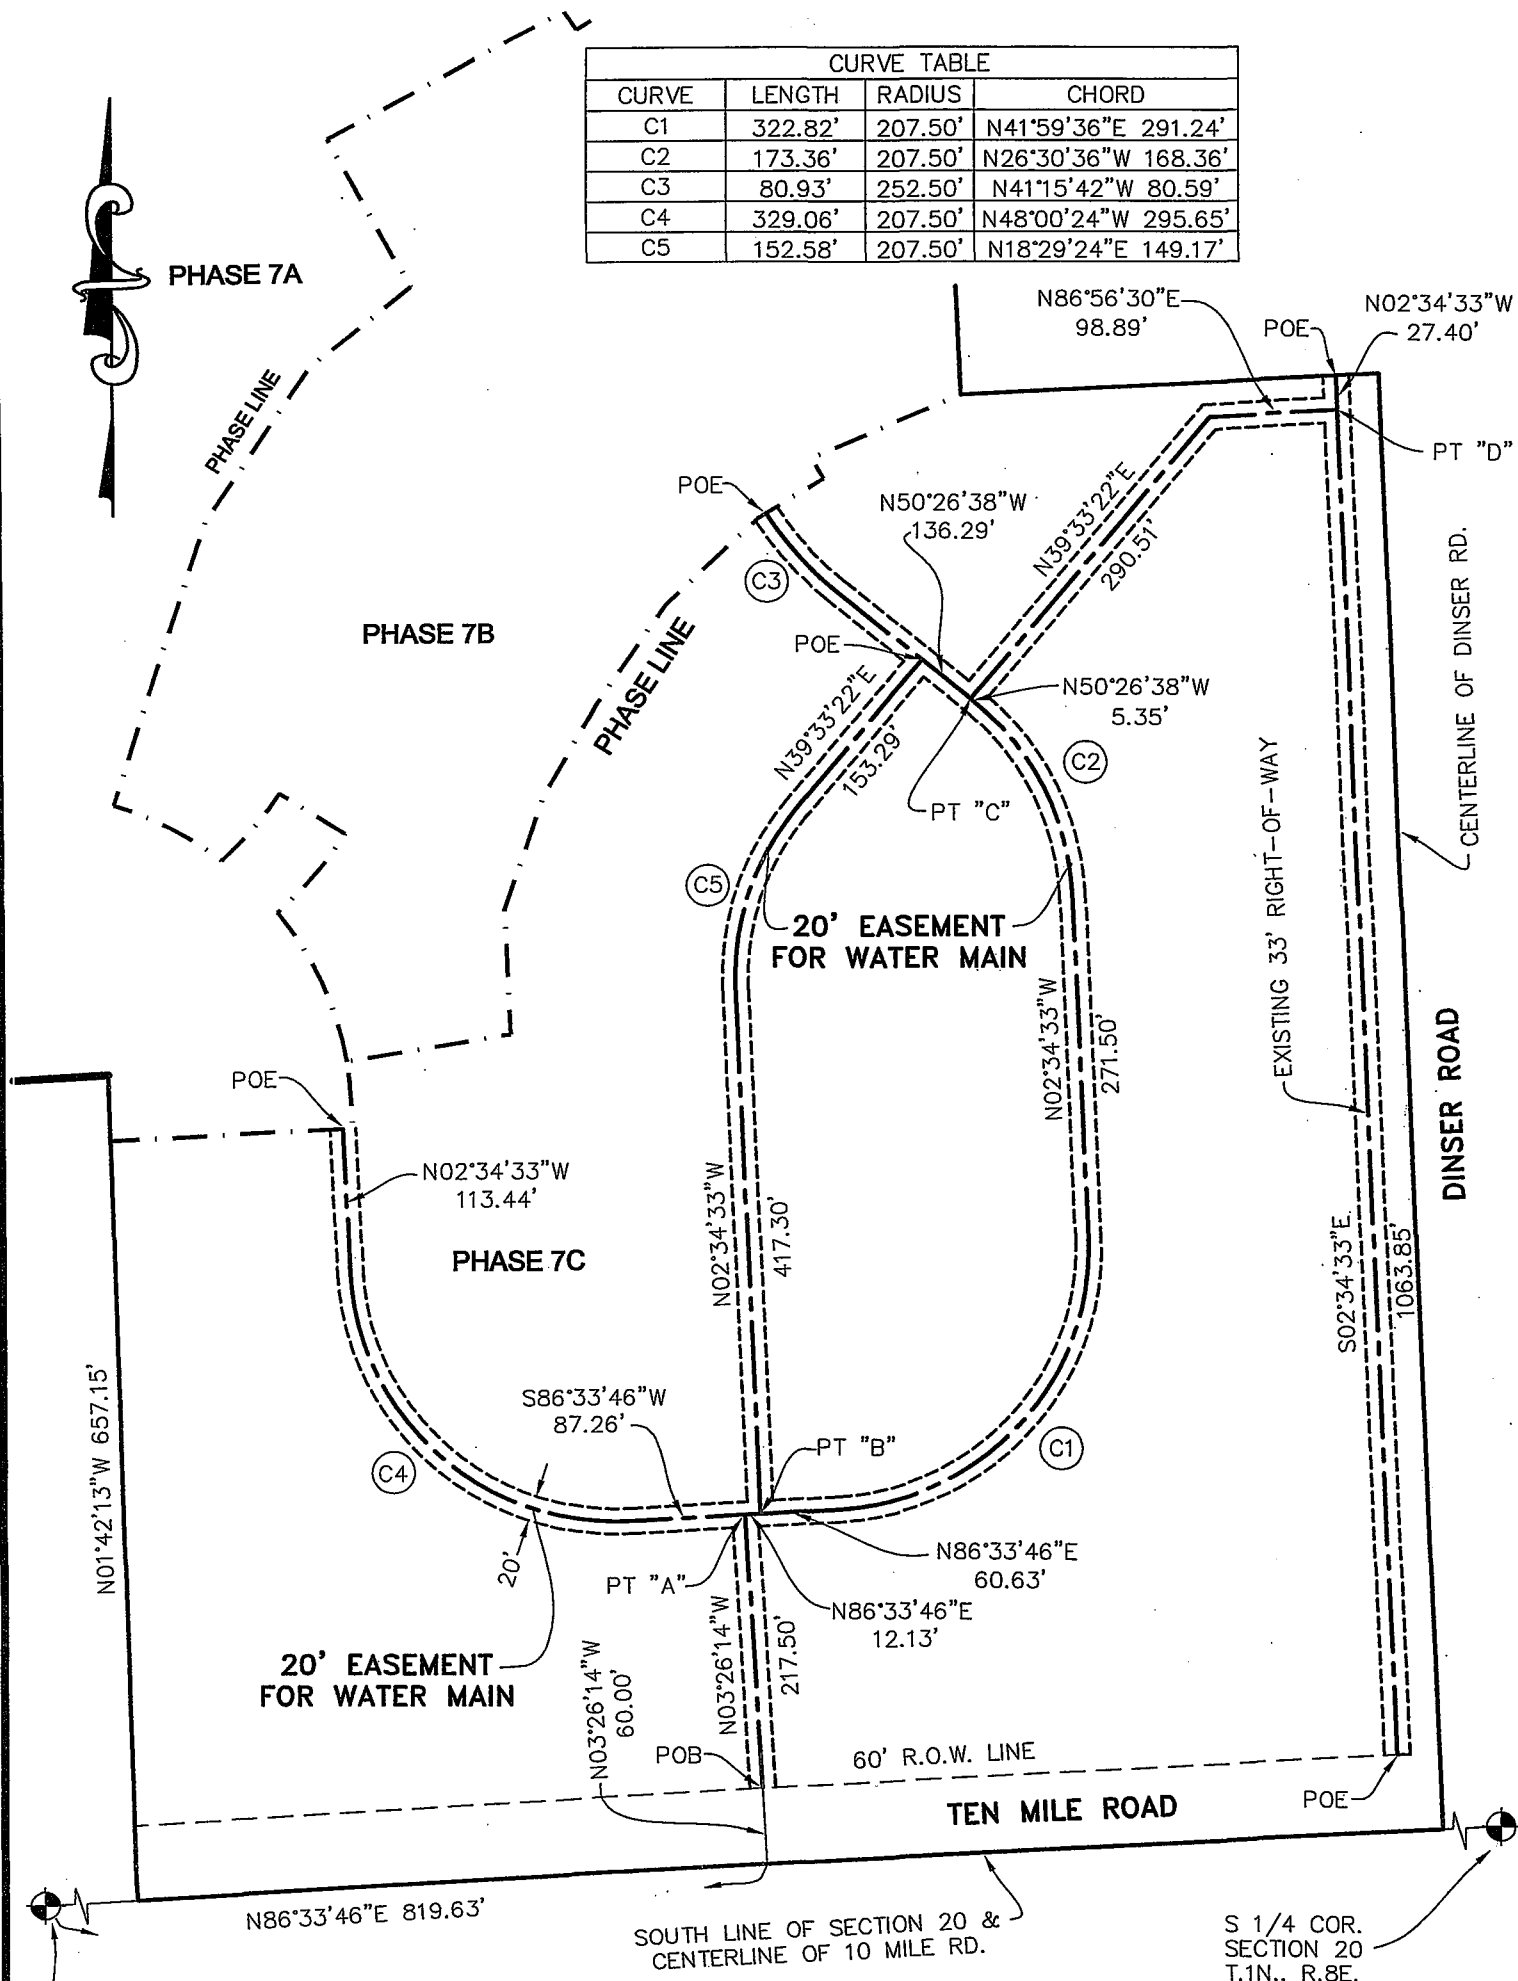 CURVE TABLE
CURVE LENGTH RADIUS CHORD
C1 322.82' 207.50' N41°59'36"E 291.24'
C2 173.36' 207.50' N26°30'36"W 168.36'
C3 80.93' 252.50' N41°15'42"W 80.59'
C4 329.06' 207.50' N48°00'24"W 295.65'
C5 152.58' 207.50' N18°29'24"E 149.17'
PHASE 7A
N86°56'30"E
98.89'
POE
N02°34'33"W
27.40'
PHASE LINE
PT "D"
POE
N50°26'38"W
136.29'
N39°33'22"E
290.51'
C3
CENTERLINE OF DINSER RD.
PHASE 7B
POE
PHASE LINE
N50°26'38"W
5.35'
N39°33'22"E
153.29'
C2
PT "C"
EXISTING 33' RIGHT-OF-WAY
C5
20' EASEMENT
FOR WATER MAIN
N02°34'33"W
271.50'
POE
DINSER ROAD
N02°34'33"W
113.44'
N02°34'33"W
417.30'
PHASE 7C
S02°34'33"E
1063.85'
S86°33'46"W
87.26'
PT "B"
C1
C4
N01°42'13"W 657.15'
20'
PT "A"
N86°33'46"E
60.63'
N86°33'46"E
12.13'
20' EASEMENT
FOR WATER MAIN
N03°26'14"W
60.00'
N03°26'14"W
217.50'
POB
60' R.O.W. LINE
TEN MILE ROAD
POE
N86°33'46"E 819.63'
SOUTH LINE OF SECTION 20 &
CENTERLINE OF 10 MILE RD.
S 1/4 COR.
SECTION 20
T.1N., R.8E.